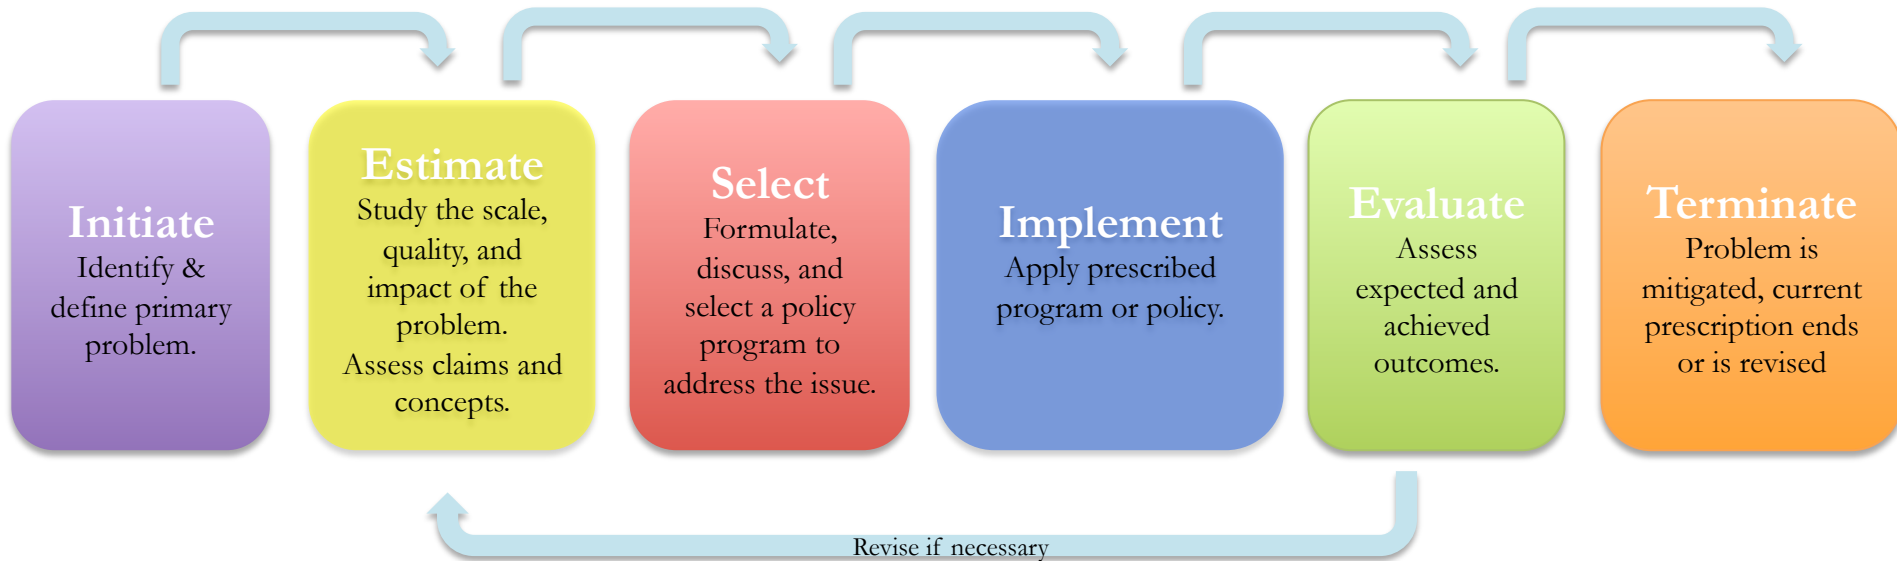 Initiate
Identify &
define primary
problem.
Estimate
Study the scale,
quality, and
impact of the
problem.
Assess claims and
concepts.
Select
Formulate,
discuss, and
select a policy
program to
address the issue.
Implement
Apply prescribed
program or policy.
Evaluate
Assess
expected and
achieved
outcomes.
Terminate
Problem is
mitigated, current
prescription ends
or is revised
Revise if necessary